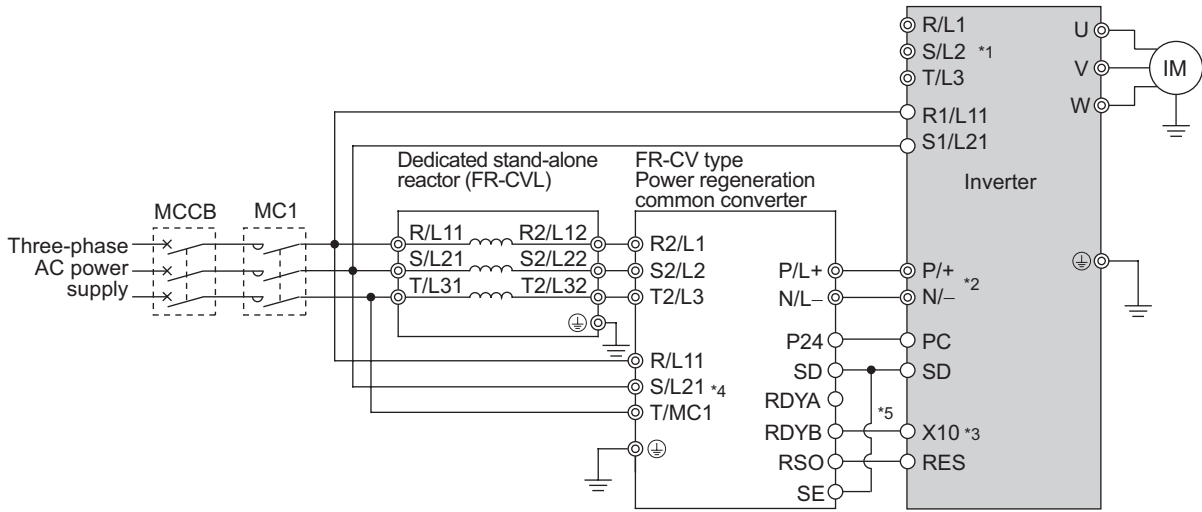 R/L1
S/L2 *1
T/L3
U
V
W
IM
R1/L11
S1/L21
Inverter
Dedicated stand-alone
reactor (FR-CVL)
FR-CV type
Power regeneration
common converter
MCCB
MC1
Three-phase
AC power
supply
R/L11
R2/L12
S/L21
S2/L22
T/L31
T2/L32
R2/L1
S2/L2
T2/L3
P/L+
N/L−
P/+
N/− *2
P24
PC
SD
SD
R/L11
S/L21 *4
T/MC1
RDYA
*5
RDYB
X10 *3
RSO
RES
SE